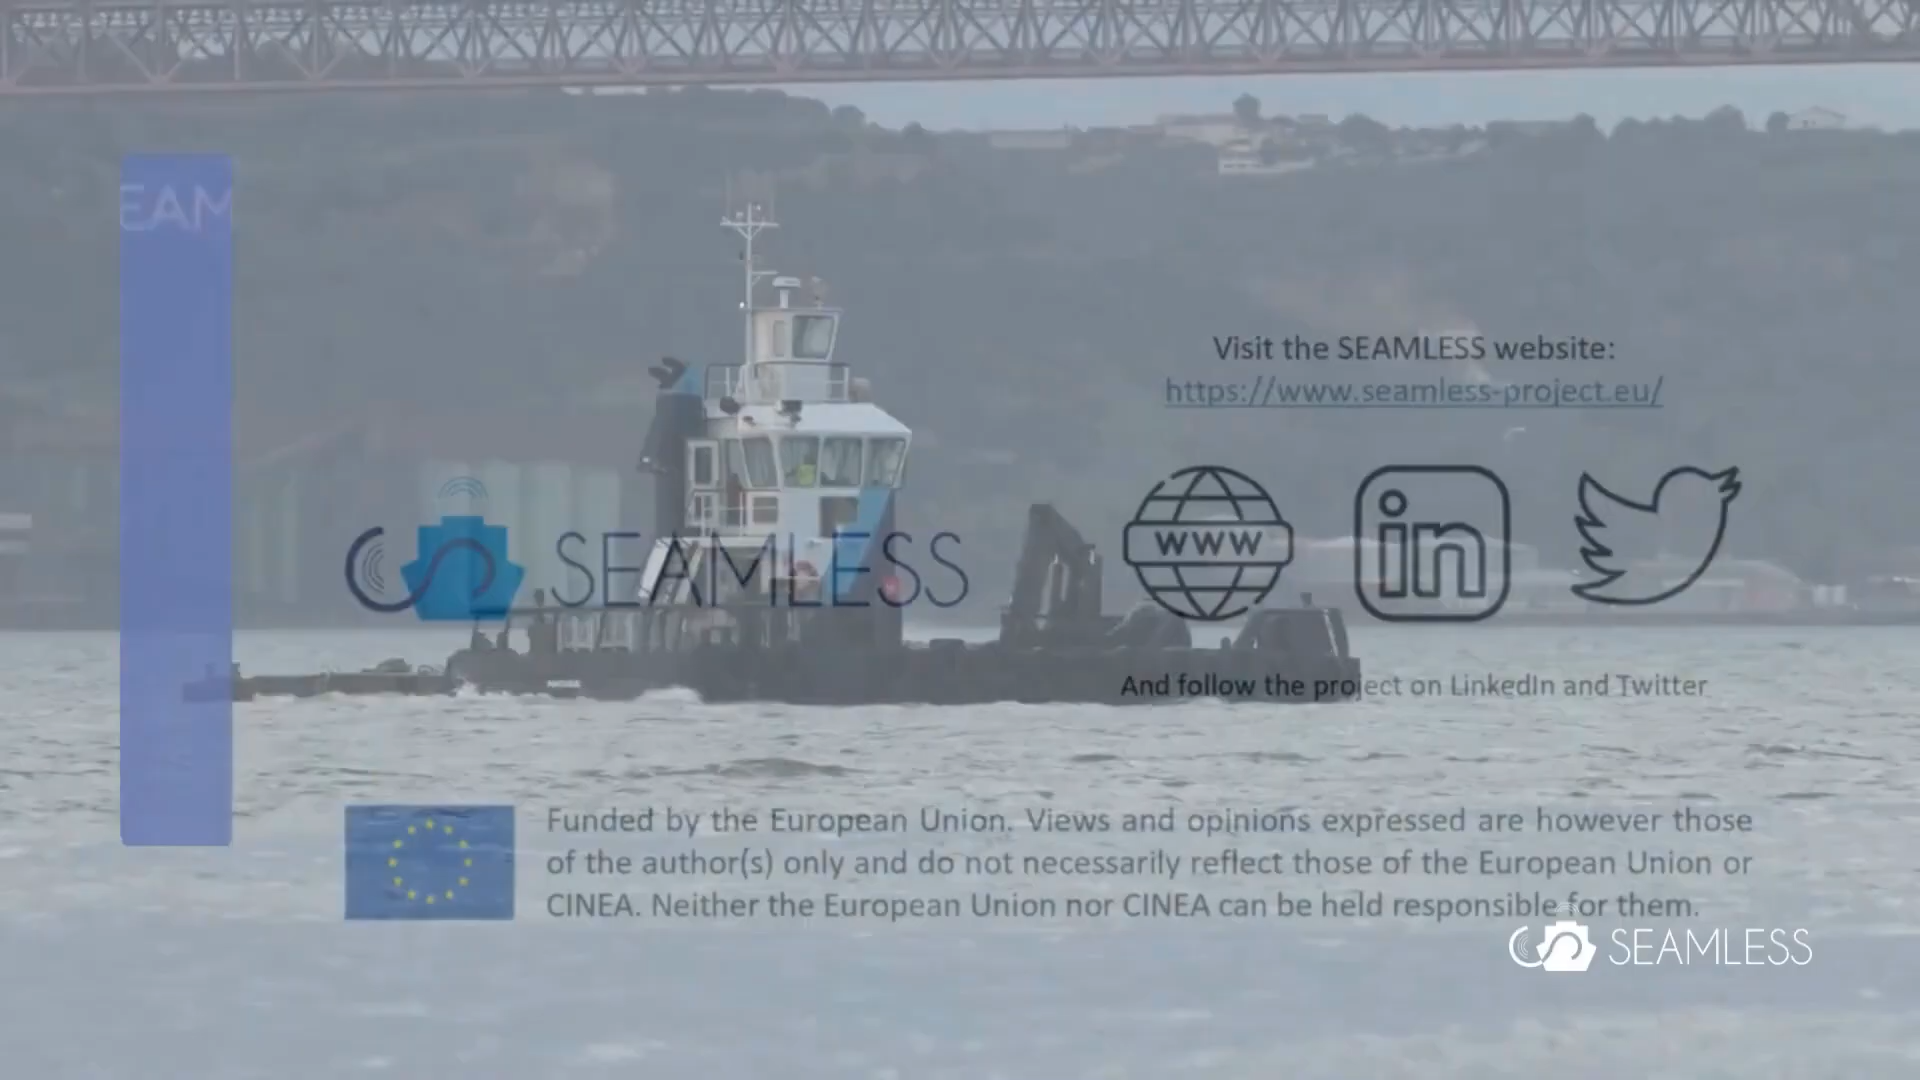 EAM
Visit the SEAMLESS website:
https://www.seamless-project.eu/
www
in
SEAMLESS
And follow the project on LinkedIn and Twitter
Funded by the European Union. Views and opinions expressed are however those
of the author(s) only and do not necessarily reflect those of the European Union or
CINEA. Neither the European Union nor CINEA can be held responsible for them.
SEAMLESS